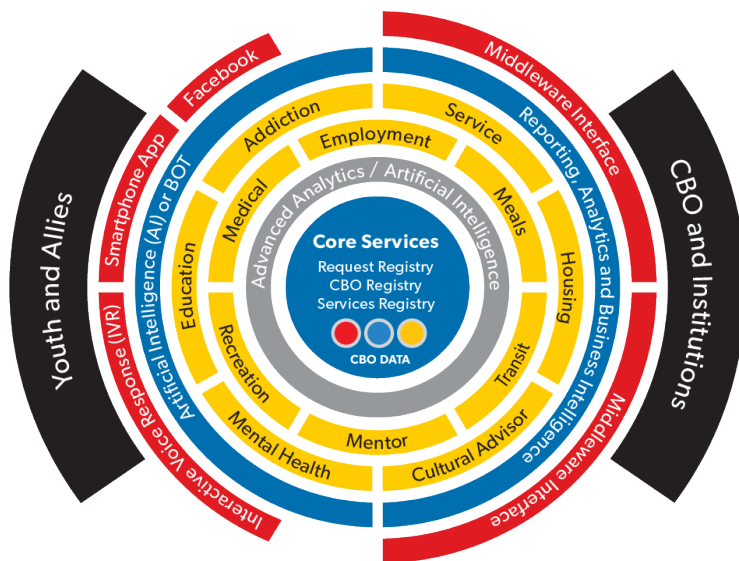 Youth and Allies
Facebook
Smartphone App
Interactive Voice Response (IVR)
Artificial Intelligence (AI) or BOT
Middleware Interface
Middleware Interface
Reporting, Analytics and Business Intelligence
CBO and Institutions
Addiction
Service
Housing
Cultural Advisor
Mental Health
Education
Employment
Meals
Transit
Mentor
Recreation
Medical
Advanced Analytics / Artificial Intelligence
Core Services
Request Registry
CBO Registry
Services Registry
CBO DATA